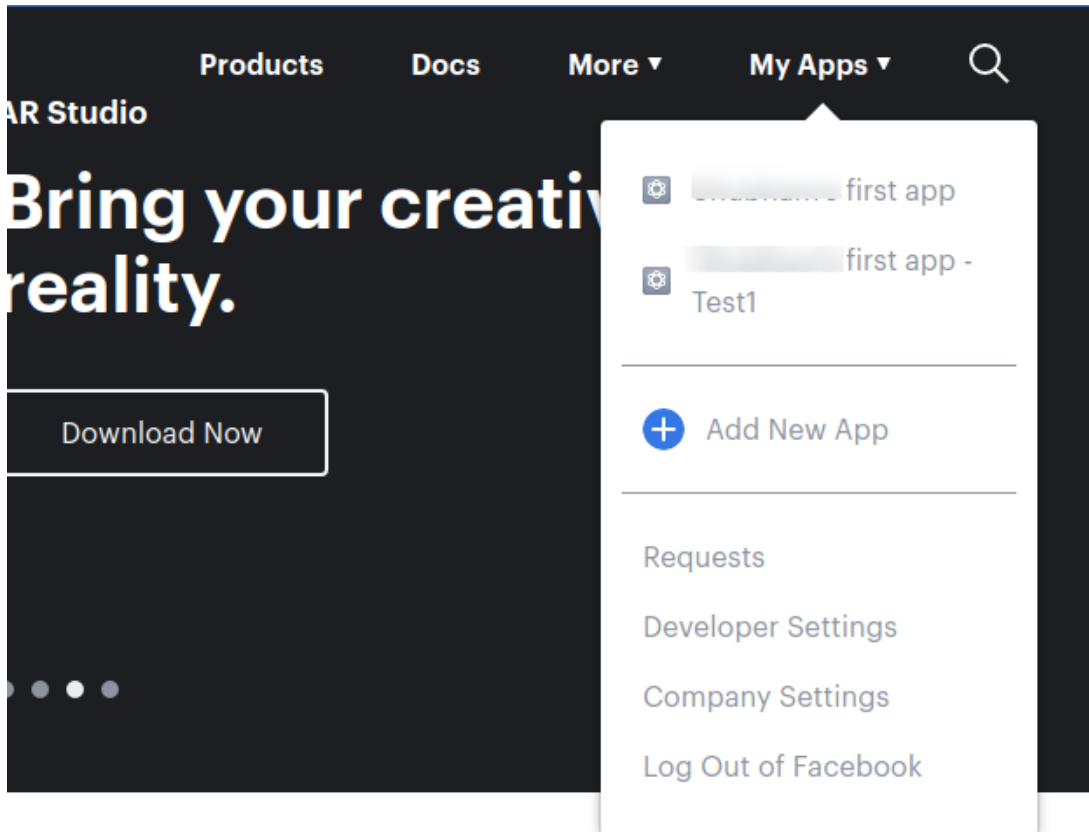 Products Docs More ▼ My Apps ▼
AR Studio
Bring your creati
reality.
Download Now
first app
first app -
Test1
Add New App
Requests
Developer Settings
Company Settings
Log Out of Facebook